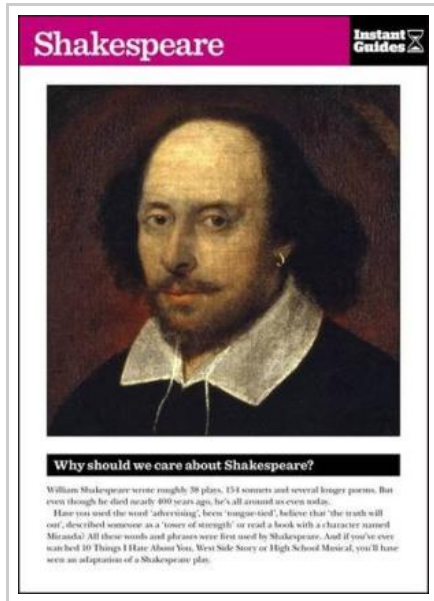 Shakespeare
Instant
Guides
Why should we care about Shakespeare?
William Shakespeare wrote roughly 38 plays, 154 sonnets and several longer poems. But
even though he died nearly 400 years ago, he's all around us even today.
Have you used the word 'advertising', been 'tongue-tied', believe that 'the truth will
out', described someone as a 'tower of strength' or read a book with a character named
Miranda? All these words and phrases were first used by Shakespeare. And if you've ever
watched 10 Things I Hate About You, West Side Story or High School Musical, you'll have
seen an adaptation of a Shakespeare play.